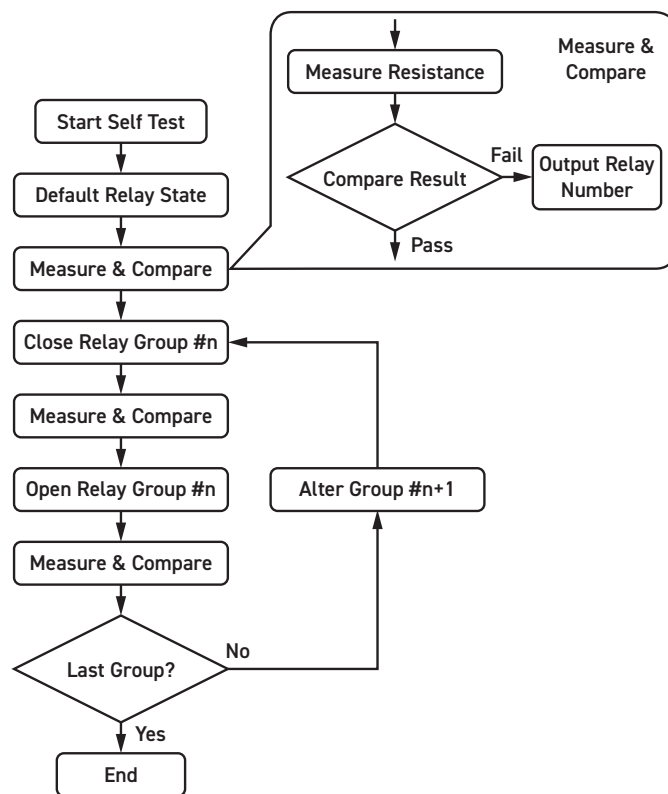 Measure &
Compare
Measure Resistance
Compare Result
Fail
Output Relay
Number
Pass
Start Self Test
Default Relay State
Measure & Compare
Close Relay Group #n
Measure & Compare
Open Relay Group #n
Alter Group #n+1
Measure & Compare
Last Group?
No
Yes
End